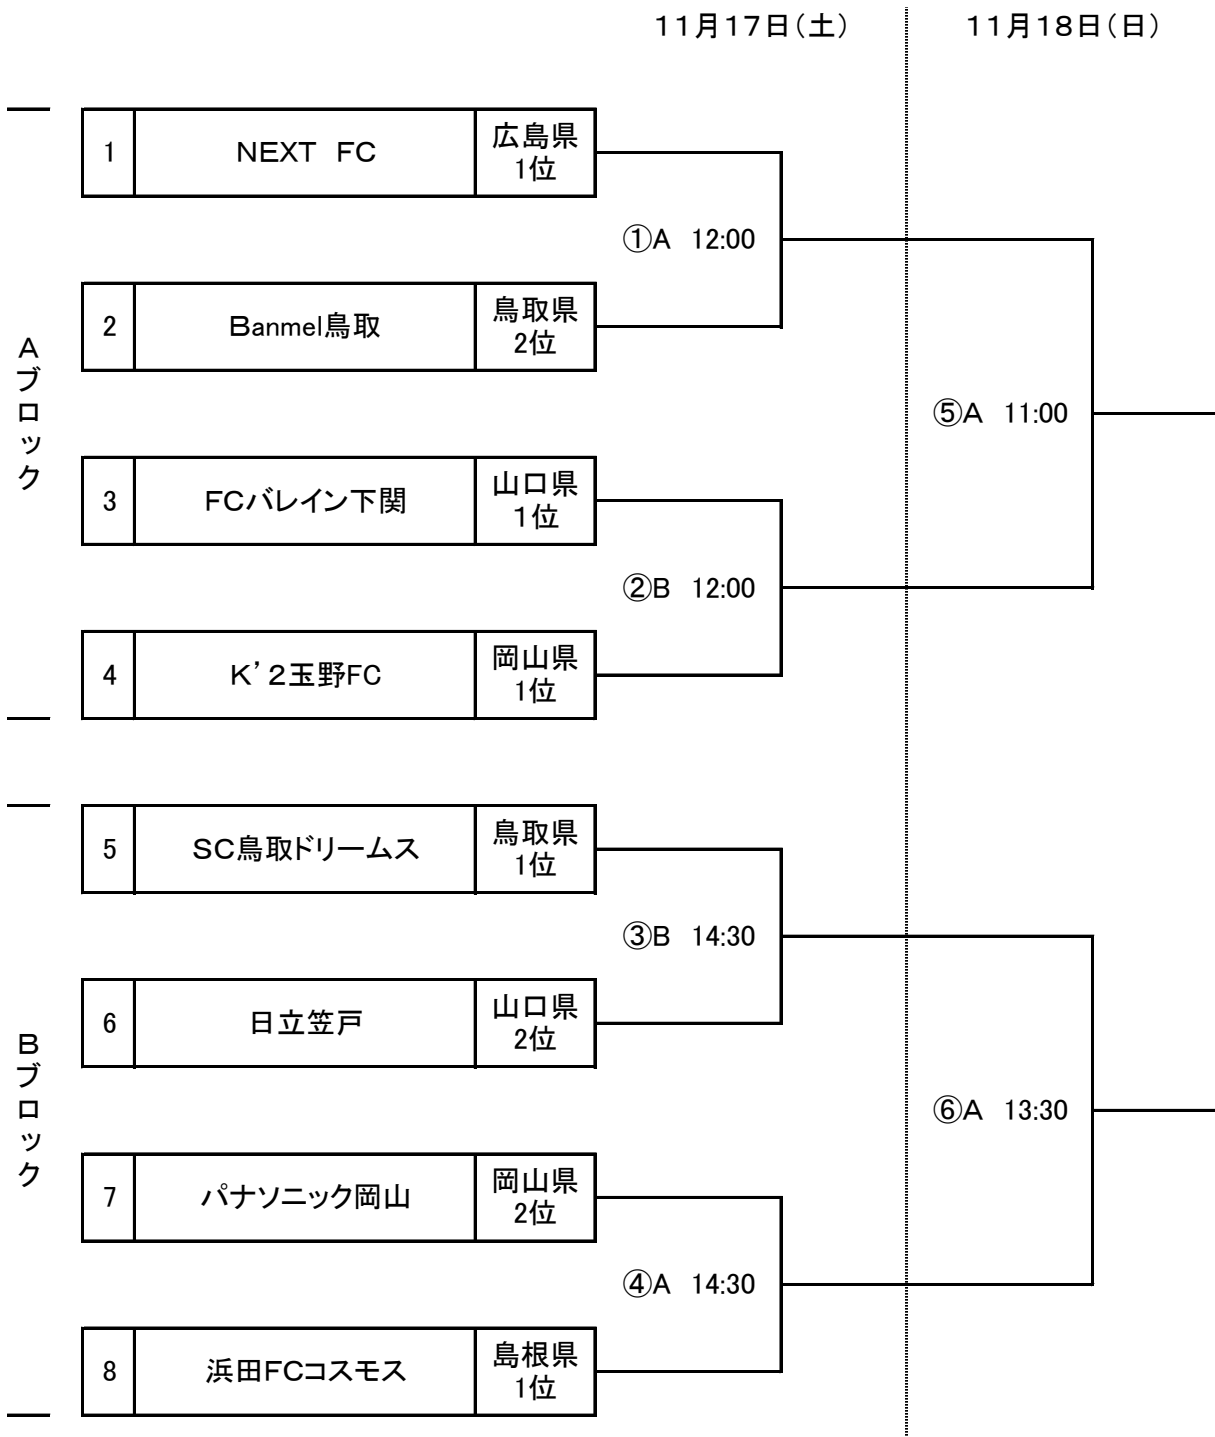 11月17日(土)
11月18日(日)
Aブロック
1 NEXT FC 広島県
1位
①A 12:00
2 Banmel鳥取 鳥取県
2位
⑤A 11:00
3 FCバレイン下関 山口県
1位
②B 12:00
4 K’2玉野FC 岡山県
1位
Bブロック
5 SC鳥取ドリームス 鳥取県
1位
③B 14:30
6 日立笠戸 山口県
2位
⑥A 13:30
7 パナソニック岡山 岡山県
2位
④A 14:30
8 浜田FCコスモス 島根県
1位